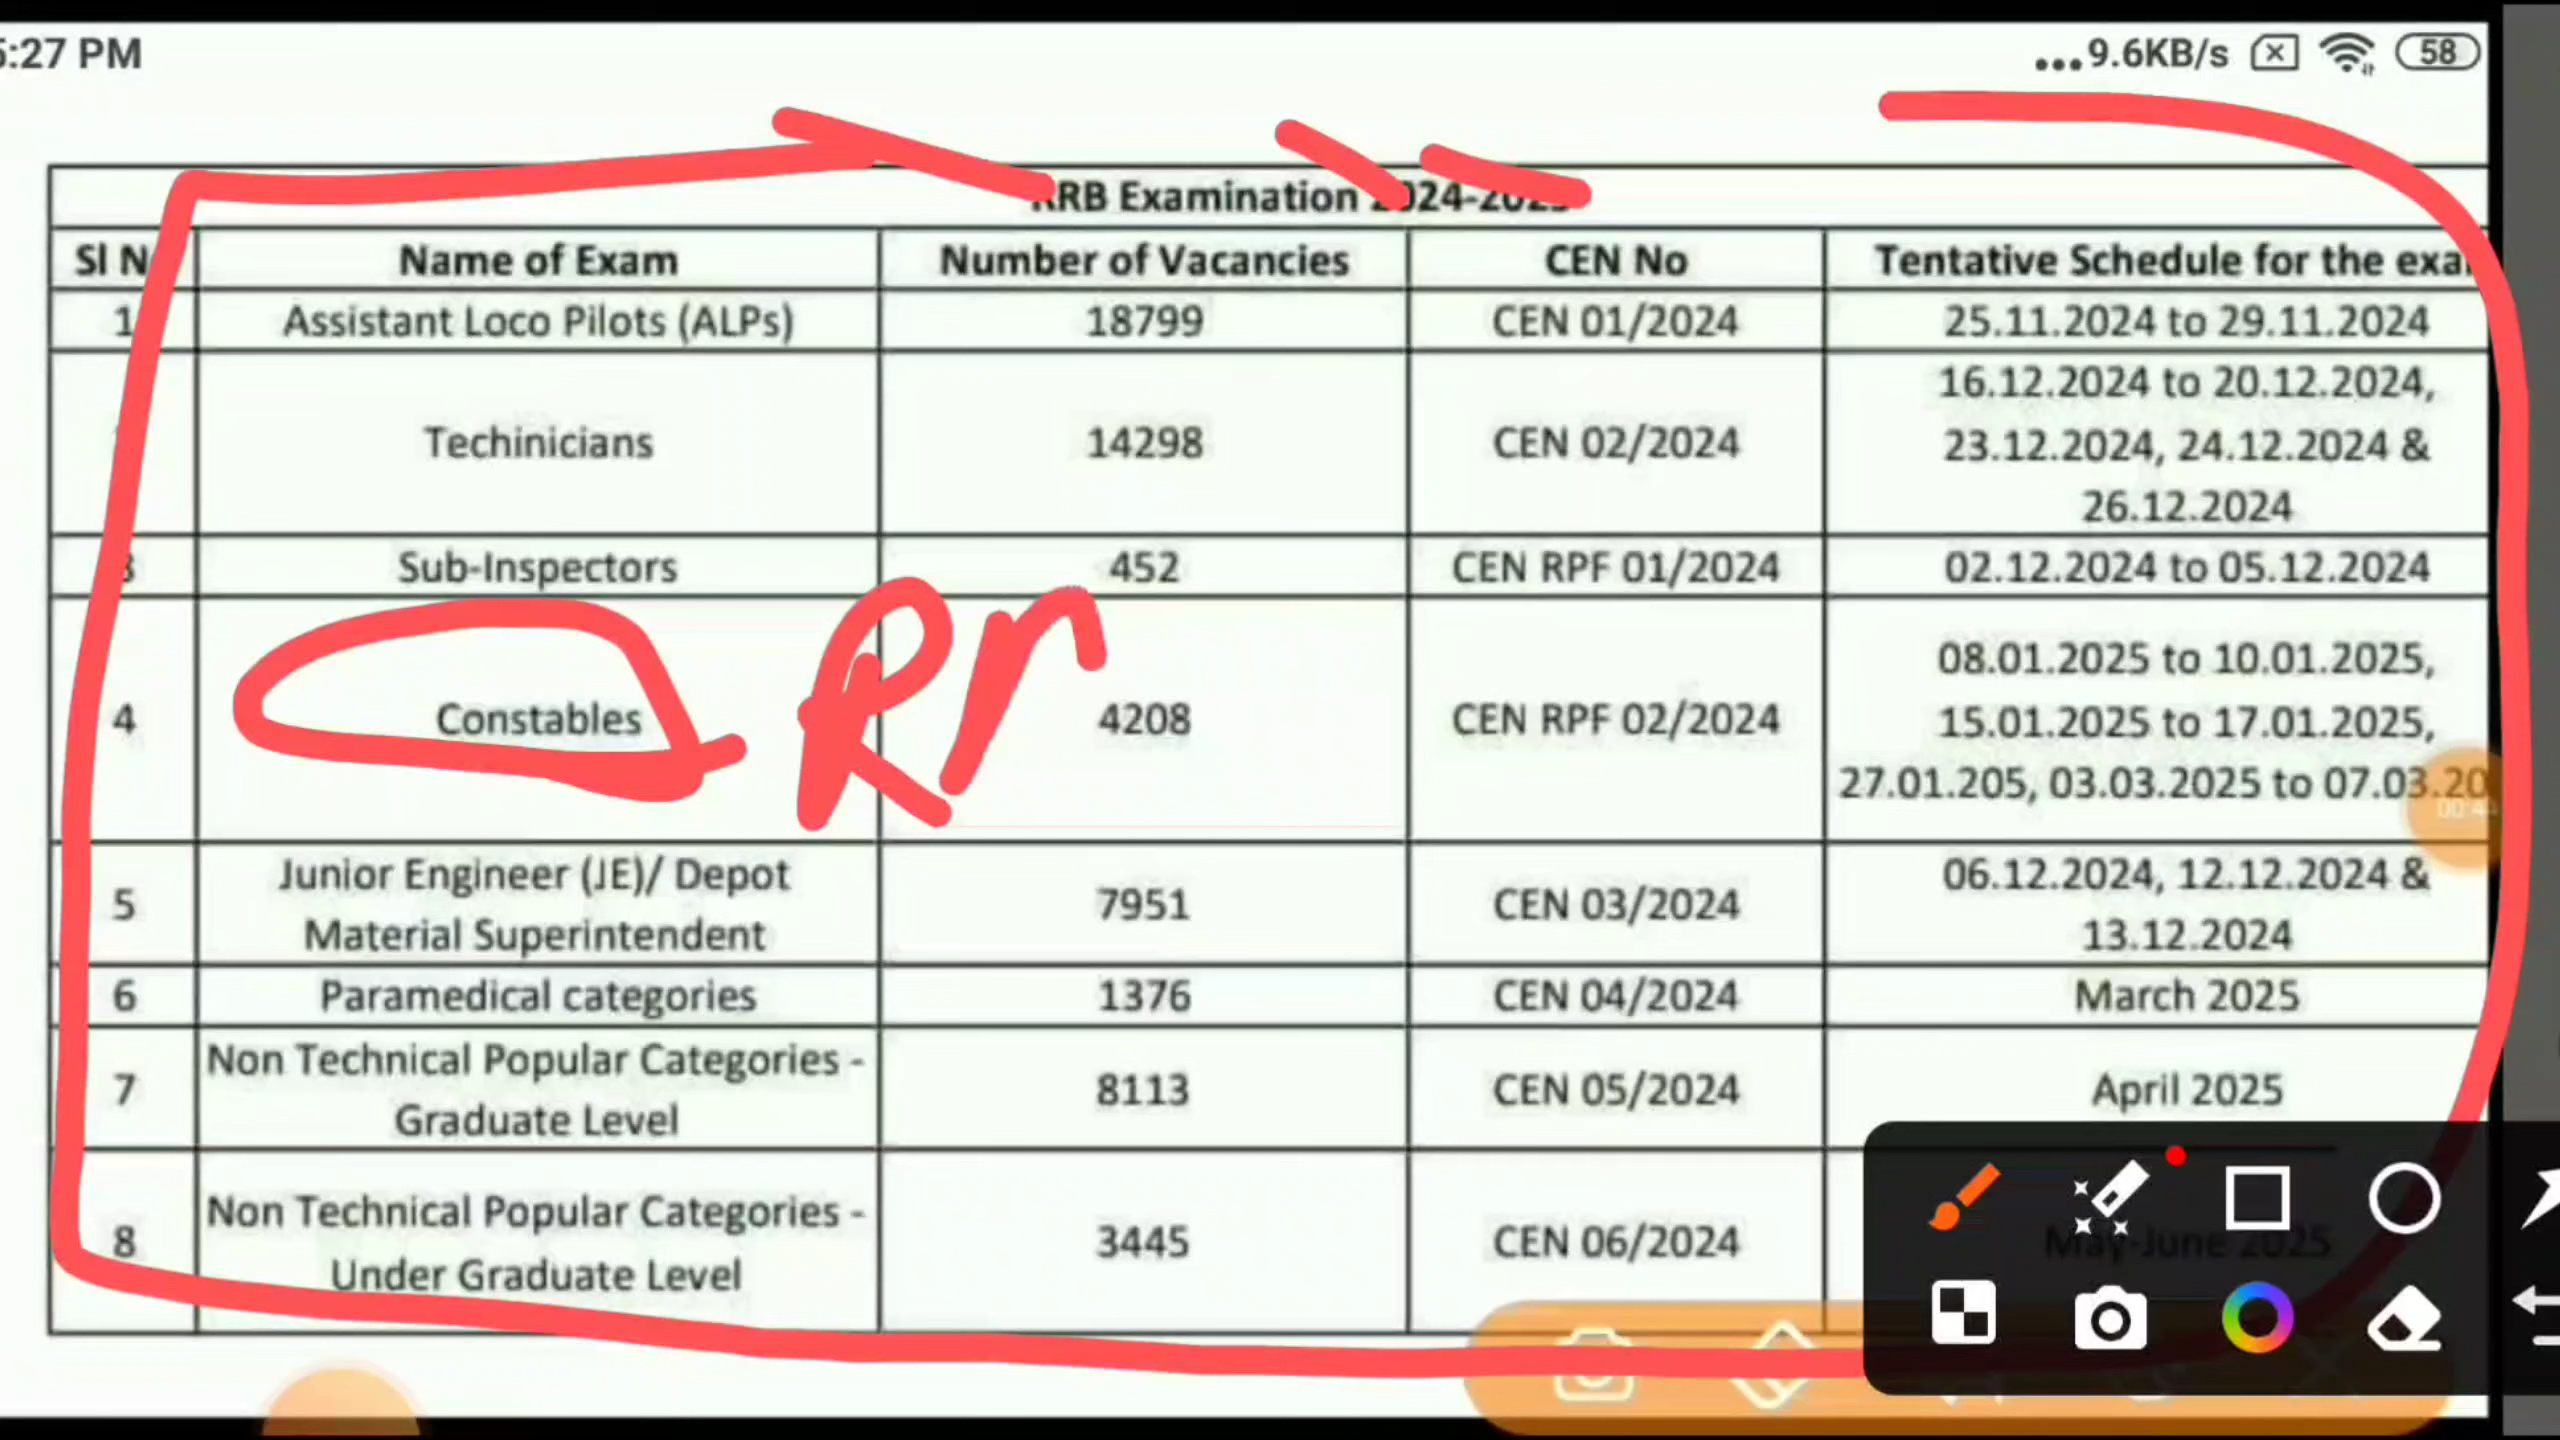 5:27 PM
...9.6KB/s 58
RRB Examination 2024-2025
Sl N Name of Exam Number of Vacancies CEN No Tentative Schedule for the exa
1 Assistant Loco Pilots (ALPs) 18799 CEN 01/2024 25.11.2024 to 29.11.2024
Techinicians 14298 CEN 02/2024 16.12.2024 to 20.12.2024,
23.12.2024, 24.12.2024 &
26.12.2024
3 Sub-Inspectors 452 CEN RPF 01/2024 02.12.2024 to 05.12.2024
4 Constables 4208 CEN RPF 02/2024 08.01.2025 to 10.01.2025,
15.01.2025 to 17.01.2025,
27.01.205, 03.03.2025 to 07.03.20
5 Junior Engineer (JE)/ Depot
Material Superintendent 7951 CEN 03/2024 06.12.2024, 12.12.2024 &
13.12.2024
6 Paramedical categories 1376 CEN 04/2024 March 2025
7 Non Technical Popular Categories -
Graduate Level 8113 CEN 05/2024 April 2025
8 Non Technical Popular Categories -
Under Graduate Level 3445 CEN 06/2024 May-June 2025